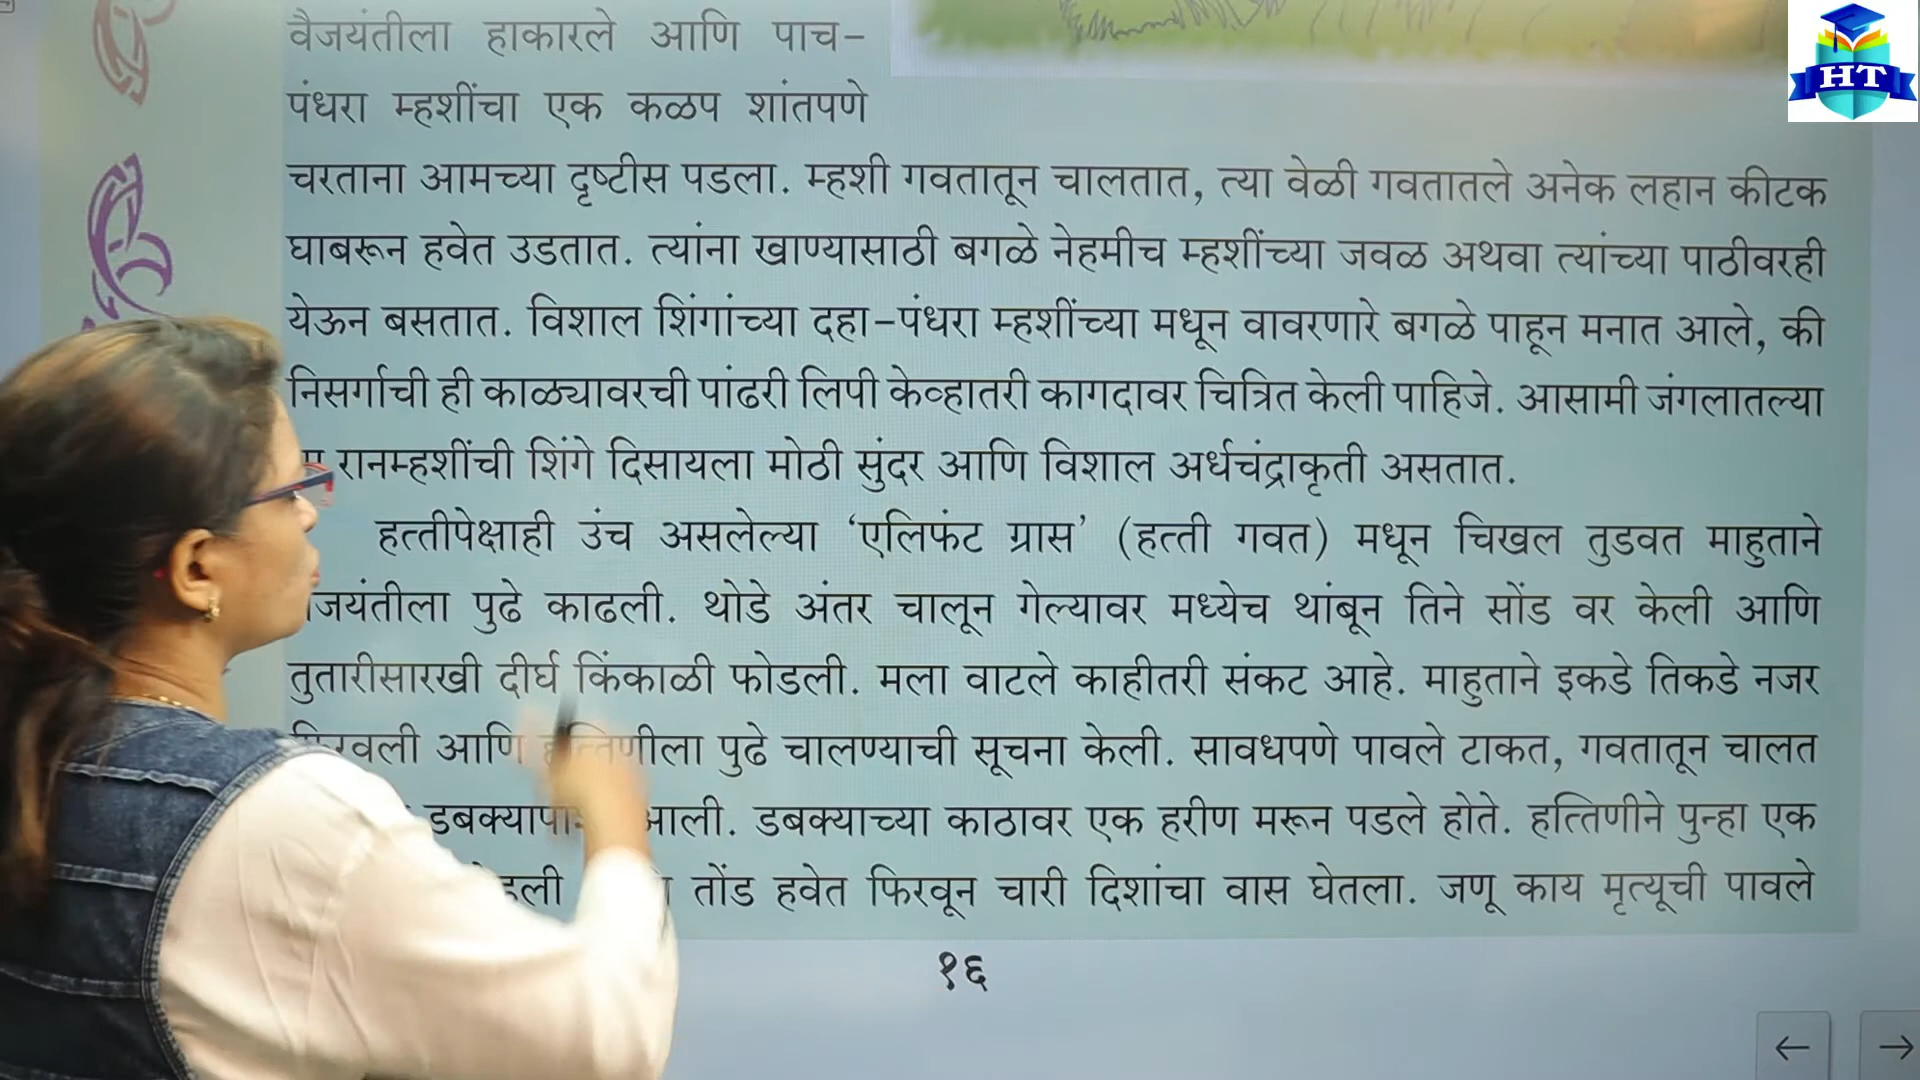 वैजयंतीला हाकारले आणि पाच-
पंधरा म्हशींचा एक कळप शांतपणे
चरताना आमच्या दृष्टीस पडला. म्हशी गवतातून चालतात, त्या वेळी गवतातले अनेक लहान कीटक
घाबरून हवेत उडतात. त्यांना खाण्यासाठी बगळे नेहमीच म्हशींच्या जवळ अथवा त्यांच्या पाठीवरही
येऊन बसतात. विशाल शिंगांच्या दहा-पंधरा म्हशींच्या मधून वावरणारे बगळे पाहून मनात आले, की
निसर्गाची ही काळ्यावरची पांढरी लिपी केव्हातरी कागदावर चित्रित केली पाहिजे. आसामी जंगलातल्या
रानम्हशींची शिंगे दिसायला मोठी सुंदर आणि विशाल अर्धचंद्राकृती असतात.
हत्तीपेक्षाही उंच असलेल्या ‘एलिफंट ग्रास’ (हत्ती गवत) मधून चिखल तुडवत माहुताने
पुढे काढली. थोडे अंतर चालून गेल्यावर मध्येच थांबून तिने सोंड वर केली आणि
तुतारीसारखी दीर्घ किंकाळी फोडली. मला वाटले काहीतरी संकट आहे. माहुताने इकडे तिकडे नजर
आणि हत्तिणीला पुढे चालण्याची सूचना केली. सावधपणे पावले टाकत, गवतातून चालत
आली. डबक्याच्या काठावर एक हरीण मरून पडले होते. हत्तिणीने पुन्हा एक
तोंड हवेत फिरवून चारी दिशांचा वास घेतला. जणू काय मृत्यूची पावले
१६
HT